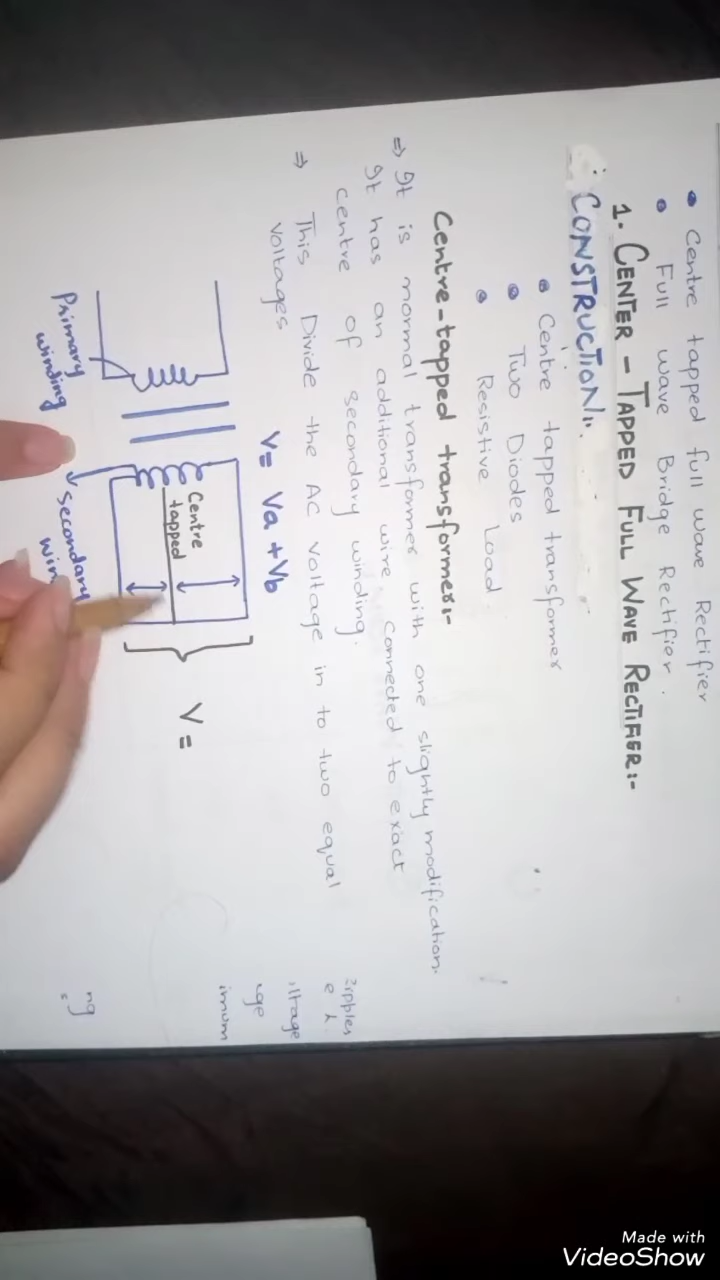 • Centre tapped full wave Rectifier
• Full wave Bridge Rectifier.
1. CENTER - TAPPED FULL WAVE RECTIFIER:-
CONSTRUCTION:.
• Centre tapped transformer
• Two Diodes
• Resistive Load.
Centre-tapped transformer:-
⇒ It is normal transformer with one slightly modification.
It has an additional wire connected to exact
centre of secondary winding.
⇒ This Divide the AC voltage in to two equal
voltages
V = Va + Vb
Centre
tapped
V =
Primary
winding
Secondary
Ripples
Made with
VideoShow